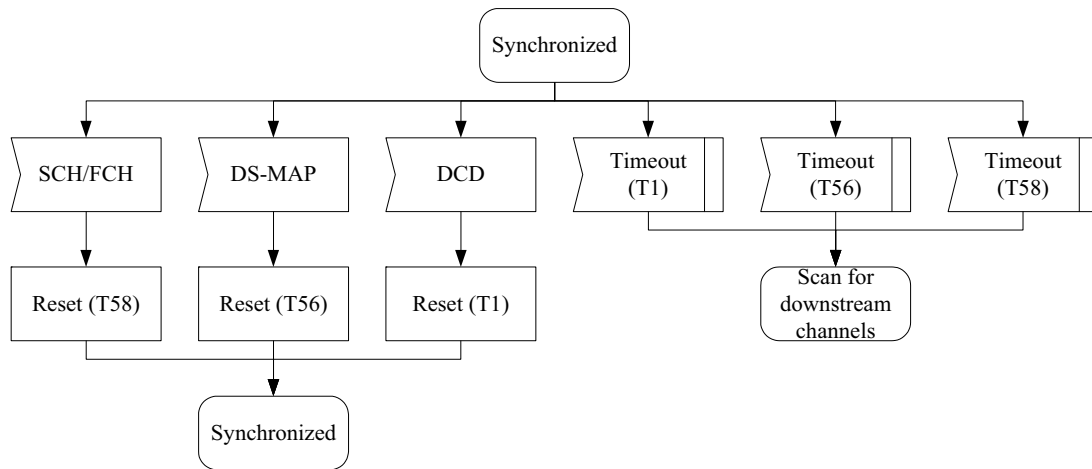 Synchronized
SCH/FCH
DS-MAP
DCD
Timeout
(T1)
Timeout
(T56)
Timeout
(T58)
Reset (T58)
Reset (T56)
Reset (T1)
Scan for
downstream
channels
Synchronized